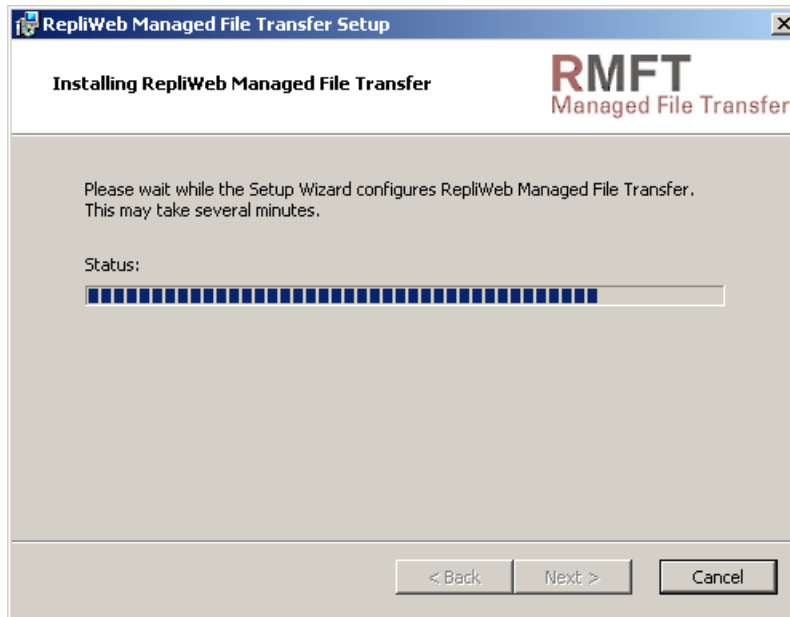 RepliWeb Managed File Transfer Setup
Installing RepliWeb Managed File Transfer
RMFT
Managed File Transfer
Please wait while the Setup Wizard configures RepliWeb Managed File Transfer.
This may take several minutes.
Status:
< Back
Next >
Cancel